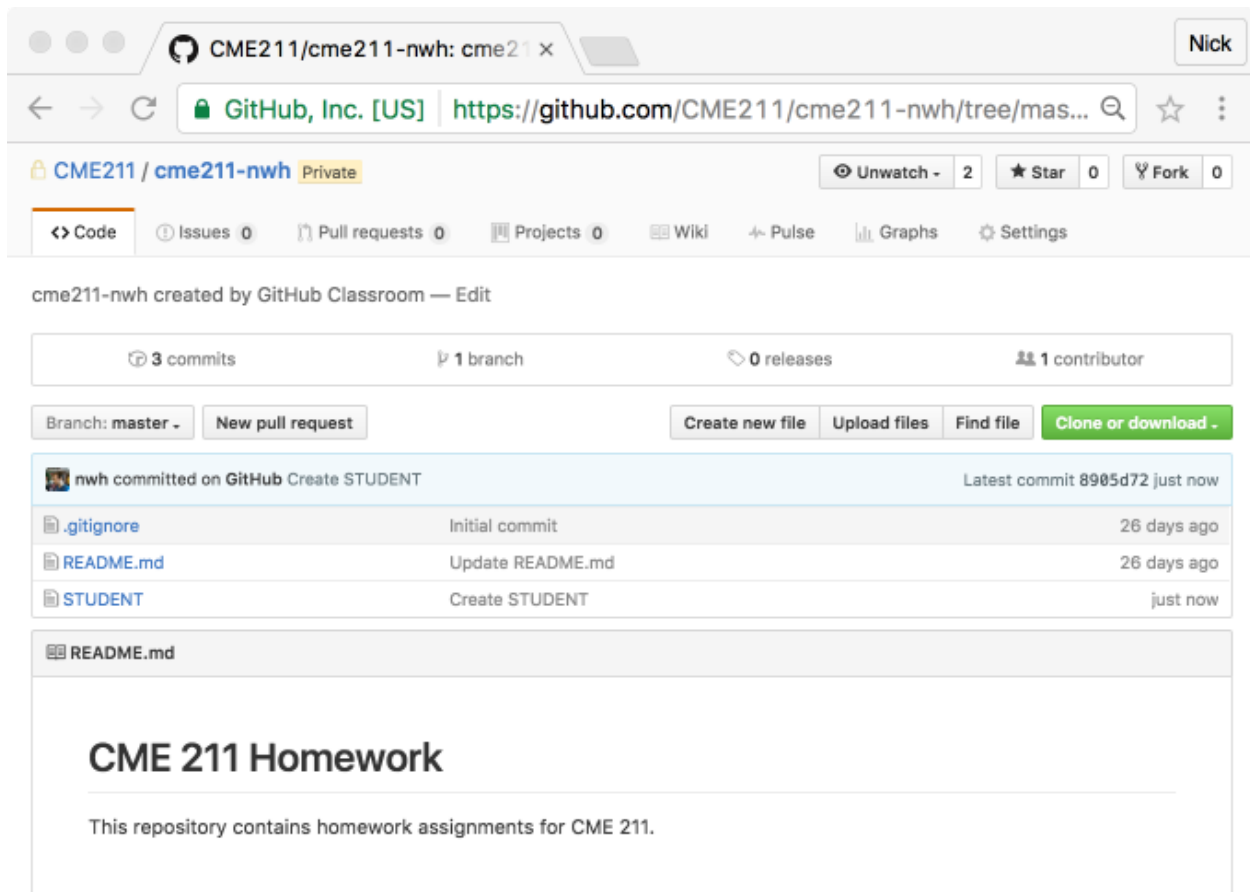 CME211/cme211-nwh: cme21
Nick
GitHub, Inc. [US] https://github.com/CME211/cme211-nwh/tree/mas...
CME211 / cme211-nwh Private Unwatch 2 Star 0 Fork 0
<> Code Issues 0 Pull requests 0 Projects 0 Wiki Pulse Graphs Settings
cme211-nwh created by GitHub Classroom — Edit
3 commits 1 branch 0 releases 1 contributor
Branch: master New pull request Create new file Upload files Find file Clone or download
nwh committed on GitHub Create STUDENT Latest commit 8905d72 just now
.gitignore Initial commit 26 days ago
README.md Update README.md 26 days ago
STUDENT Create STUDENT just now
README.md
CME 211 Homework
This repository contains homework assignments for CME 211.